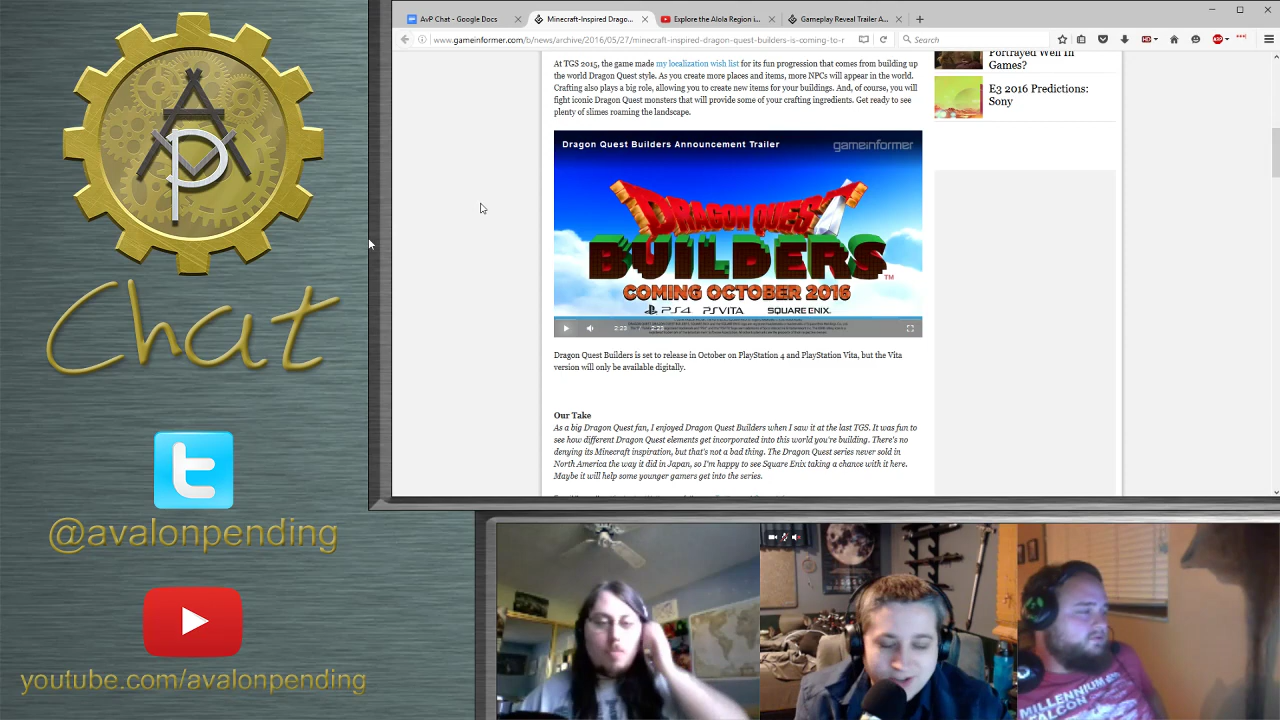 AvP Chat - Google Docs
Minecraft-Inspired Drago...
Explore the Alola Region i...
Gameplay Reveal Trailer A...
www.gameinformer.com/b/news/archive/2016/05/27/minecraft-inspired-dragon-quest-builders-is-coming-to-r
Search
At TGS 2015, the game made my localization wish list for its fun progression that comes from building up
the world Dragon Quest style. As you create more places and items, more NPCs will appear in the world.
Crafting also plays a big role, allowing you to create new items for your buildings. And, of course, you will
fight iconic Dragon Quest monsters that will provide some of your crafting ingredients. Get ready to see
plenty of slimes roaming the landscape.
Portrayed Well In
Games?
E3 2016 Predictions:
Sony
Dragon Quest Builders Announcement Trailer
gameinformer
DRAGON QUEST
BUILDERS
TM
COMING OCTOBER 2016
PS4 PSVITA SQUARE ENIX.
2:23
Dragon Quest Builders is set to release in October on PlayStation 4 and PlayStation Vita, but the Vita
version will only be available digitally.
Our Take
As a big Dragon Quest fan, I enjoyed Dragon Quest Builders when I saw it at the last TGS. It was fun to
see how different Dragon Quest elements get incorporated into this world you're building. There's no
denying its Minecraft inspiration, but that's not a bad thing. The Dragon Quest series never sold in
North America the way it did in Japan, so I'm happy to see Square Enix taking a chance with it here.
Maybe it will help some younger gamers get into the series.
AP
Chat
@avalonpending
youtube.com/avalonpending
MILLENNIUM
FALCON